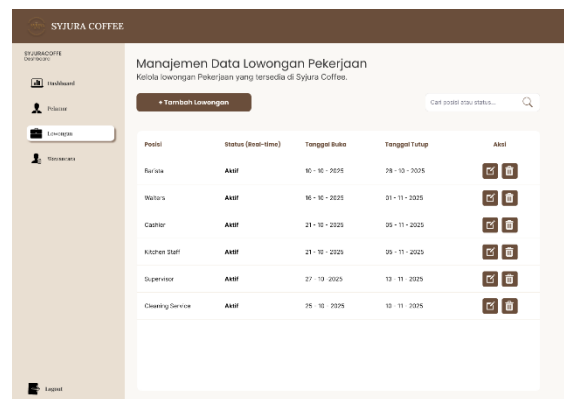 SYJURA COFFEE
SYJURACOFFE
Dashboard
Dashboard
Pelamar
Lowongan
Wawancara
Logout
Manajemen Data Lowongan Pekerjaan
Kelola lowongan Pekerjaan yang tersedia di Syjura Coffee.
+ Tambah Lowongan
Cari posisi atau status...
Posisi Status (Real-time) Tanggal Buka Tanggal Tutup Aksi
Barista Aktif 10 - 10 - 2025 28 - 10 - 2025
Waiters Aktif 16 - 10 - 2025 01 - 11 - 2025
Cashier Aktif 21 - 10 - 2025 05 - 11 - 2025
Kitchen Staff Aktif 21 - 10 - 2025 05 - 11 - 2025
Supervisor Aktif 27 - 10 -2025 13 - 11 - 2025
Cleaning Service Aktif 25 - 10 - 2025 10 - 11 - 2025